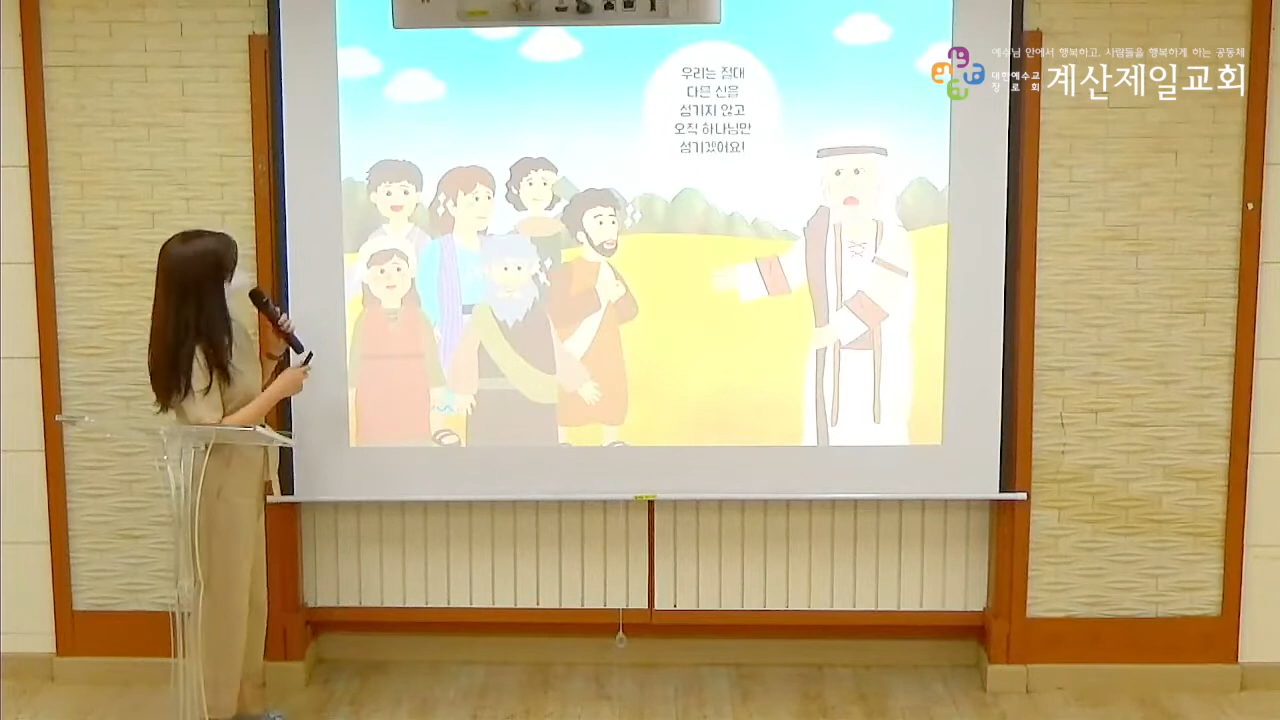 우리는 절대
다른 신을
섬기지 않고
오직 하나님만
섬기겠어요!
예수님 안에서 행복하고, 사람들을 행복하게 하는 공동체
대한예수교
장로회
계산제일교회